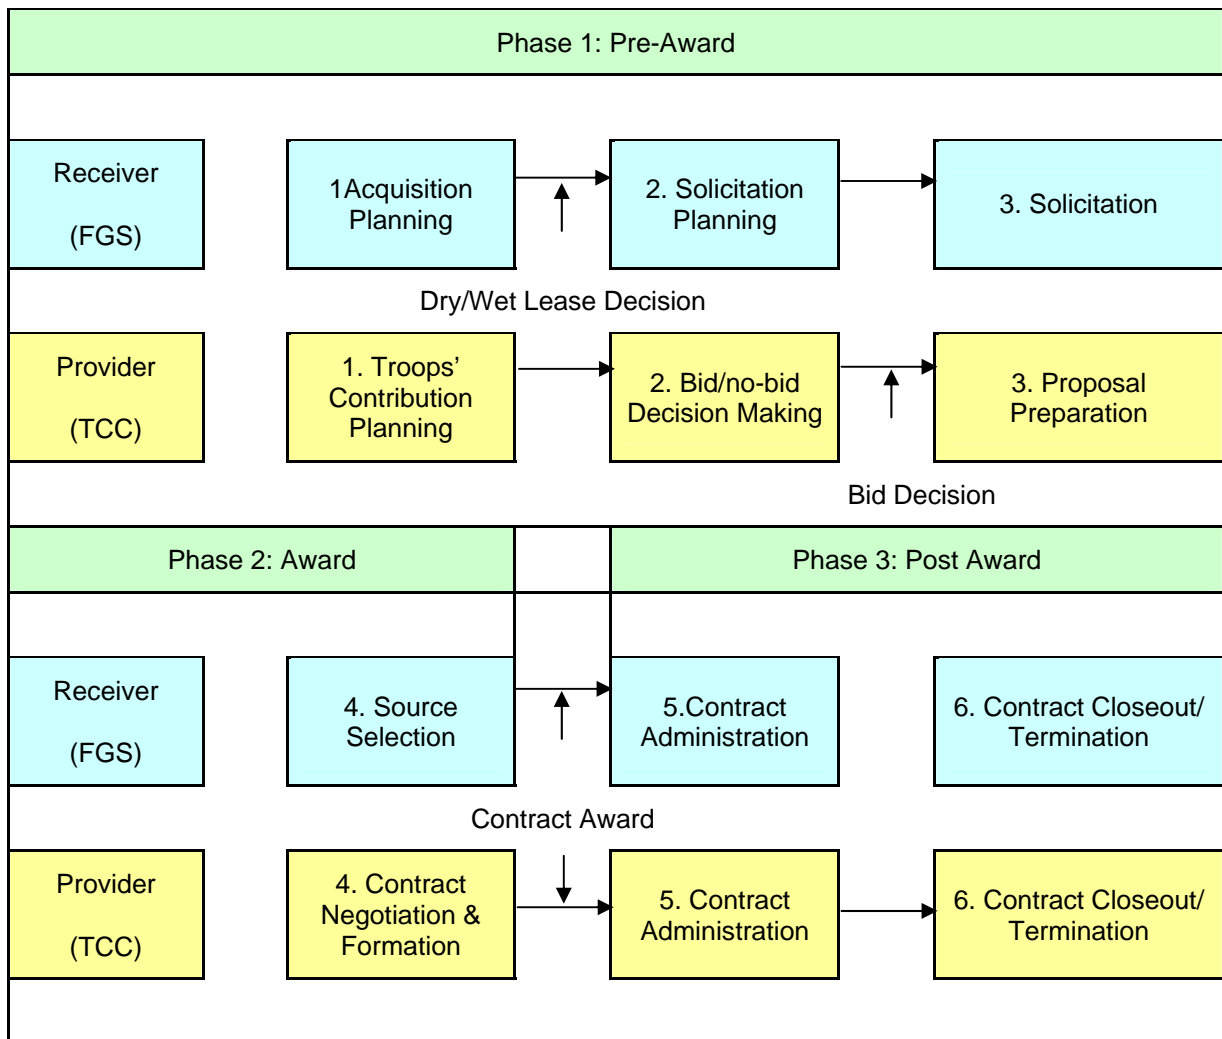 Phase 1: Pre-Award
Receiver
(FGS)
1Acquisition
Planning
2. Solicitation
Planning
3. Solicitation
Dry/Wet Lease Decision
Provider
(TCC)
1. Troops’
Contribution
Planning
2. Bid/no-bid
Decision Making
3. Proposal
Preparation
Bid Decision
Phase 2: Award
Phase 3: Post Award
Receiver
(FGS)
4. Source
Selection
5.Contract
Administration
6. Contract Closeout/
Termination
Contract Award
Provider
(TCC)
4. Contract
Negotiation &
Formation
5. Contract
Administration
6. Contract Closeout/
Termination